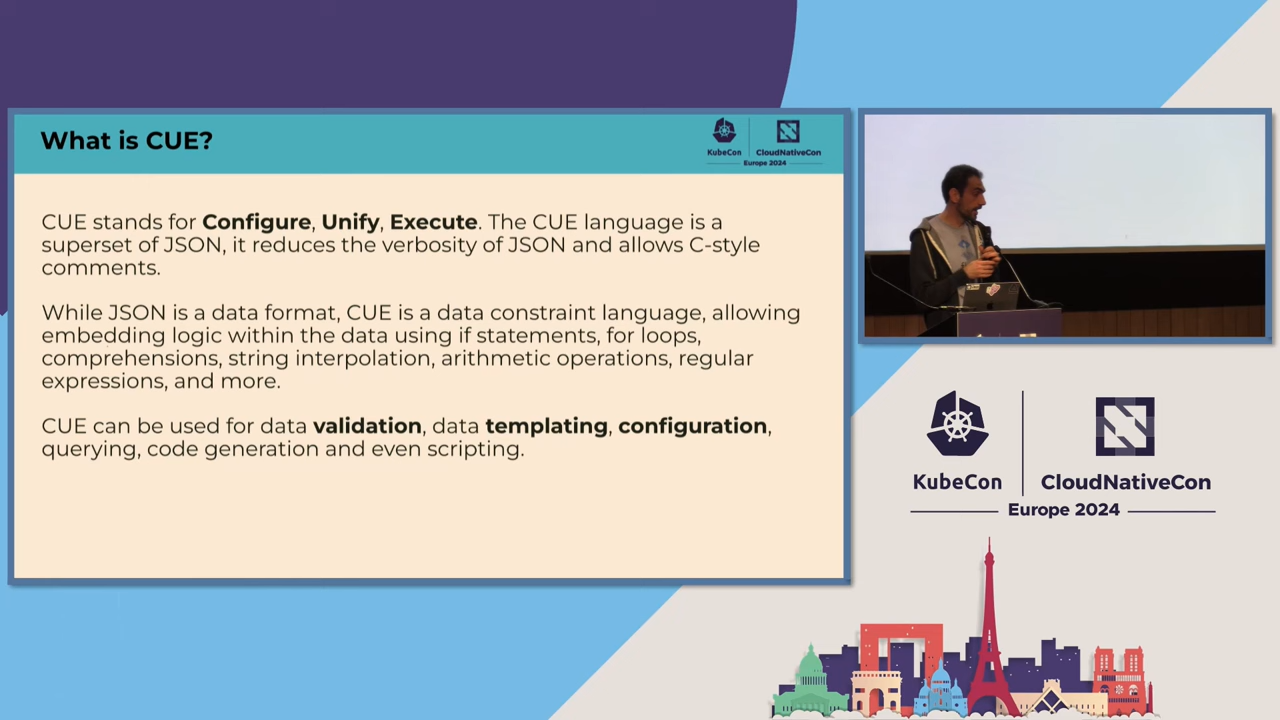 What is CUE?
KubeCon
CloudNativeCon
Europe 2024
CUE stands for Configure, Unify, Execute. The CUE language is a
superset of JSON, it reduces the verbosity of JSON and allows C-style
comments.
While JSON is a data format, CUE is a data constraint language, allowing
embedding logic within the data using if statements, for loops,
comprehensions, string interpolation, arithmetic operations, regular
expressions, and more.
CUE can be used for data validation, data templating, configuration,
querying, code generation and even scripting.
KubeCon
CloudNativeCon
Europe 2024